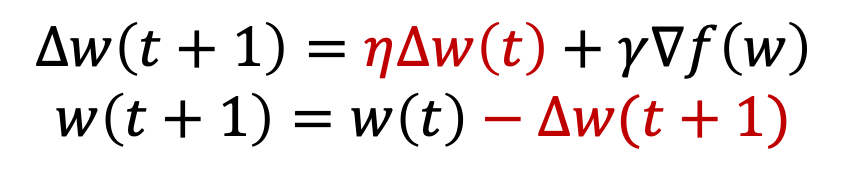 Δw(t + 1) = ηΔw(t) + γ∇f(w)
w(t + 1) = w(t) − Δw(t + 1)